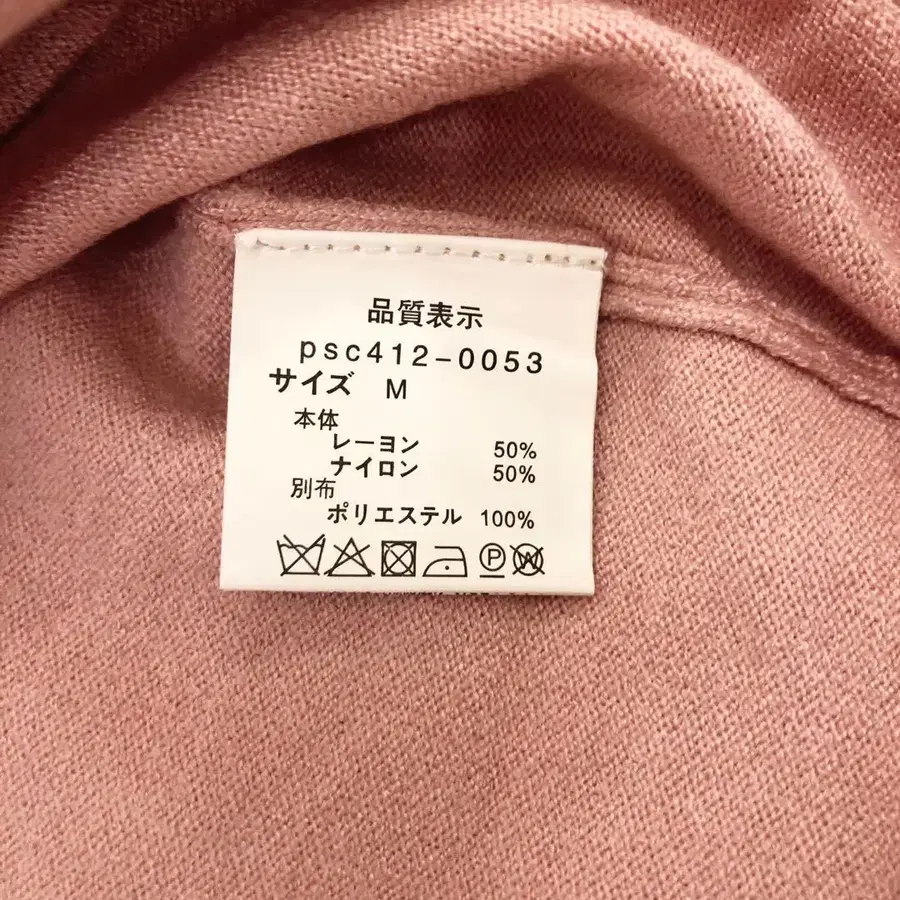 品質表示
psc412-0053
サイズ M
本体
レーヨン 50%
ナイロン 50%
別布
ポリエステル 100%
P W